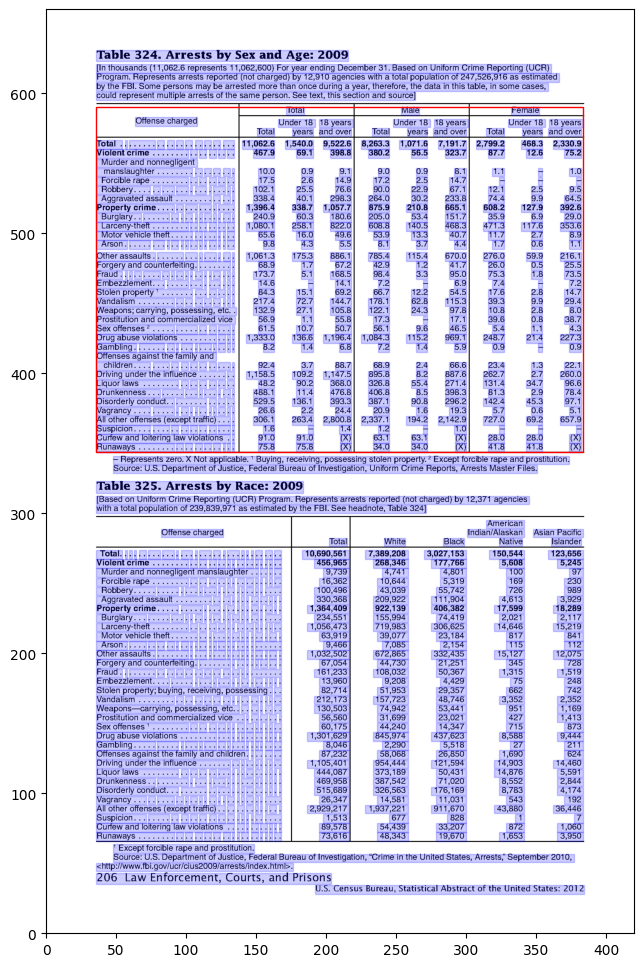 Table 324. Arrests by Sex and Age: 2009
[In thousands (11,062.6 represents 11,062,600) For year ending December 31. Based on Uniform Crime Reporting (UCR)
Program. Represents arrests reported (not charged) by 12,910 agencies with a total population of 247,526,916 as estimated
by the FBI. Some persons may be arrested more than once during a year, therefore, the data in this table, in some cases,
could represent multiple arrests of the same person. See text, this section and source]
Offense charged Total Male Female
Total Under 18 years 18 years and over Total Under 18 years 18 years and over Total Under 18 years 18 years and over
Total 11,062.6 1,540.0 9,522.6 8,263.3 1,071.6 7,191.7 2,799.2 468.3 2,330.9
Violent crime 467.9 69.1 398.8 380.2 56.5 323.7 87.7 12.6 75.2
Murder and nonnegligent
manslaughter 10.0 0.9 9.1 9.0 0.9 8.1 1.1 – 1.0
Forcible rape 17.5 2.6 14.9 17.2 2.5 14.7 – – –
Robbery 102.1 25.5 76.6 90.0 22.9 67.1 12.1 2.5 9.5
Aggravated assault 338.4 40.1 298.3 264.0 30.2 233.8 74.4 9.9 64.5
Property crime 1,396.4 338.7 1,057.7 875.9 210.8 665.1 608.2 127.9 392.6
Burglary 240.9 60.3 180.6 205.0 53.4 151.7 35.9 6.9 29.0
Larceny-theft 1,080.1 258.1 822.0 608.8 140.5 468.3 471.3 117.6 353.6
Motor vehicle theft 65.6 16.0 49.6 53.9 13.3 40.7 11.7 2.7 8.9
Arson 9.8 4.3 5.5 8.1 3.7 4.4 1.7 0.6 1.1
Other assaults 1,061.3 175.3 886.1 785.4 115.4 670.0 276.0 59.9 216.1
Forgery and counterfeiting 68.9 1.7 67.2 42.9 1.2 41.7 26.0 0.5 25.5
Fraud 173.7 5.1 168.5 98.4 3.3 95.0 75.3 1.8 73.5
Embezzlement 14.6 – 14.1 7.2 – 6.9 7.4 – 7.2
Stolen property ¹ 84.3 15.1 69.2 66.7 12.2 54.5 17.6 2.8 14.7
Vandalism 217.4 72.7 144.7 178.1 62.8 115.3 39.3 9.9 29.4
Weapons; carrying, possessing, etc. 132.9 27.1 105.8 122.1 24.3 97.8 10.8 2.8 8.0
Prostitution and commercialized vice 56.9 1.1 55.8 17.3 – 17.1 39.6 0.8 38.7
Sex offenses ² 61.5 10.7 50.7 56.1 9.6 46.5 5.4 1.1 4.3
Drug abuse violations 1,333.0 136.6 1,196.4 1,084.3 115.2 969.1 248.7 21.4 227.3
Gambling 8.2 1.4 6.8 7.2 1.4 5.9 0.9 – 0.9
Offenses against the family and
children 92.4 3.7 88.7 68.9 2.4 66.6 23.4 1.3 22.1
Driving under the influence 1,158.5 109.2 1,147.5 895.8 8.2 887.6 262.7 2.7 260.0
Liquor laws 48.2 90.2 368.0 326.8 55.4 271.4 131.4 34.7 96.6
Drunkenness 488.1 11.4 476.8 406.8 8.5 398.3 81.3 2.9 78.4
Disorderly conduct 529.5 136.1 393.3 387.1 90.8 296.2 142.4 45.3 97.1
Vagrancy 26.6 2.2 24.4 20.9 1.6 19.3 5.7 0.6 5.1
All other offenses (except traffic) 306.1 263.4 2,800.8 2,337.1 194.2 2,142.9 727.0 69.2 657.9
Suspicion 1.6 – 1.4 1.2 – 1.0 – – –
Curfew and loitering law violations 91.0 91.0 (X) 63.1 63.1 (X) 28.0 28.0 (X)
Runaways 75.8 75.8 (X) 34.0 34.0 (X) 41.8 41.8 (X)
– Represents zero. X Not applicable. ¹ Buying, receiving, possessing stolen property. ² Except forcible rape and prostitution.
Source: U.S. Department of Justice, Federal Bureau of Investigation, Uniform Crime Reports, Arrests Master Files.
Table 325. Arrests by Race: 2009
[Based on Uniform Crime Reporting (UCR) Program. Represents arrests reported (not charged) by 12,371 agencies
with a total population of 239,839,971 as estimated by the FBI. See headnote, Table 324]
Offense charged Total White Black American Indian/Alaskan Native Asian Pacific Islander
Total 10,690,561 7,389,208 3,027,153 150,544 123,656
Violent crime 456,965 268,346 177,766 5,608 5,245
Murder and nonnegligent manslaughter 9,739 4,741 4,801 100 97
Forcible rape 16,362 10,644 5,319 169 230
Robbery 100,496 43,039 55,742 726 989
Aggravated assault 330,368 209,922 111,904 4,613 3,929
Property crime 1,364,409 922,139 406,382 17,599 18,289
Burglary 234,551 155,994 74,419 2,021 2,117
Larceny-theft 1,056,473 719,983 306,625 14,646 15,219
Motor vehicle theft 63,919 39,077 23,184 817 841
Arson 9,466 7,085 2,154 115 112
Other assaults 1,032,502 672,865 332,435 15,127 12,075
Forgery and counterfeiting 67,054 44,730 21,251 345 728
Fraud 161,233 108,032 50,367 1,315 1,519
Embezzlement 13,960 9,208 4,429 75 248
Stolen property; buying, receiving, possessing 82,714 51,953 29,357 662 742
Vandalism 212,173 157,723 48,746 3,352 2,352
Weapons—carrying, possessing, etc. 130,503 74,942 53,441 951 1,169
Prostitution and commercialized vice 56,560 31,699 23,021 427 1,413
Sex offenses ¹ 60,175 44,240 14,347 715 873
Drug abuse violations 1,301,629 845,974 437,623 8,588 9,444
Gambling 8,046 2,290 5,518 27 211
Offenses against the family and children 87,232 58,068 26,850 1,690 624
Driving under the influence 1,105,401 954,444 121,594 14,903 14,460
Liquor laws 444,087 373,189 50,431 14,876 5,591
Drunkenness 469,958 387,542 71,020 8,552 2,844
Disorderly conduct 515,689 326,563 176,169 8,783 4,174
Vagrancy 26,347 14,581 11,031 543 192
All other offenses (except traffic) 2,929,217 1,937,221 911,670 43,880 36,446
Suspicion 1,513 677 828 1 7
Curfew and loitering law violations 89,578 54,439 33,207 872 1,060
Runaways 73,616 48,343 19,670 1,653 3,950
¹ Except forcible rape and prostitution.
Source: U.S. Department of Justice, Federal Bureau of Investigation, "Crime in the United States, Arrests," September 2010,
<http://www.fbi.gov/ucr/cius2009/arrests/index.html>.
206 Law Enforcement, Courts, and Prisons
U.S. Census Bureau, Statistical Abstract of the United States: 2012
600
500
400
300
200
100
0
0 50 100 150 200 250 300 350 400